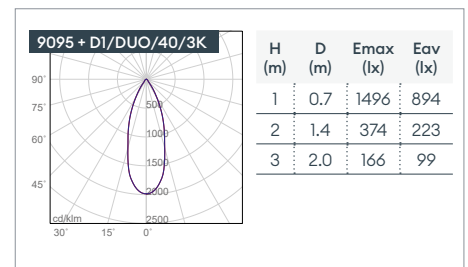 9095 + D1/DUO/40/3K
90°
75°
60°
45°
30° 15° 0°
500
1000
1500
2000
2500
cd/klm
H D Emax Eav
(m) (m) (lx) (lx)
1 0.7 1496 894
2 1.4 374 223
3 2.0 166 99